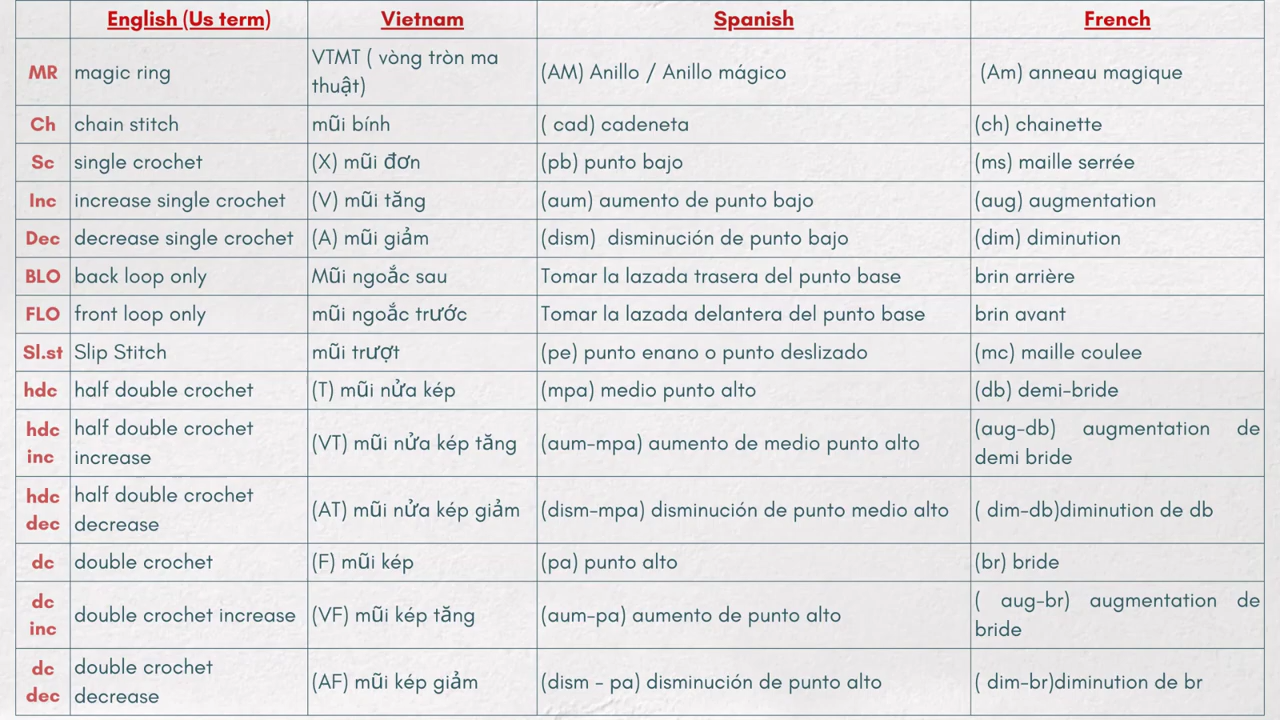 English (Us term) Vietnam Spanish French
MR magic ring VTMT ( vòng tròn ma thuật) (AM) Anillo / Anillo mágico (Am) anneau magique
Ch chain stitch mũi bính (cad) cadeneta (ch) chainette
Sc single crochet (X) mũi đơn (pb) punto bajo (ms) maille serrée
Inc increase single crochet (V) mũi tăng (aum) aumento de punto bajo (aug) augmentation
Dec decrease single crochet (A) mũi giảm (dism) disminución de punto bajo (dim) diminution
BLO back loop only Mũi ngoắc sau Tomar la lazada trasera del punto base brin arrière
FLO front loop only mũi ngoắc trước Tomar la lazada delantera del punto base brin avant
Sl.st Slip Stitch mũi trượt (pe) punto enano o punto deslizado (mc) maille coulee
hdc half double crochet (T) mũi nửa kép (mpa) medio punto alto (db) demi-bride
hdc inc half double crochet increase (VT) mũi nửa kép tăng (aum-mpa) aumento de medio punto alto (aug-db) augmentation de demi bride
hdc dec half double crochet decrease (AT) mũi nửa kép giảm (dism-mpa) disminución de punto medio alto ( dim-db)diminution de db
dc double crochet (F) mũi kép (pa) punto alto (br) bride
dc inc double crochet increase (VF) mũi kép tăng (aum-pa) aumento de punto alto ( aug-br) augmentation de bride
dc dec double crochet decrease (AF) mũi kép giảm (dism - pa) disminución de punto alto ( dim-br)diminution de br